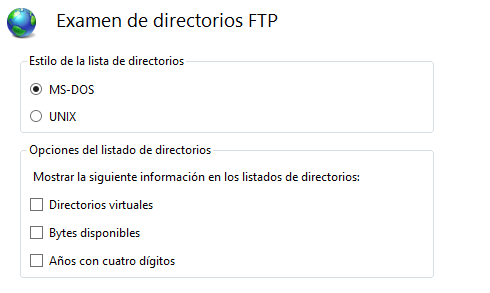 Examen de directorios FTP
Estilo de la lista de directorios
MS-DOS
UNIX
Opciones del listado de directorios
Mostrar la siguiente información en los listados de directorios:
Directorios virtuales
Bytes disponibles
Años con cuatro dígitos